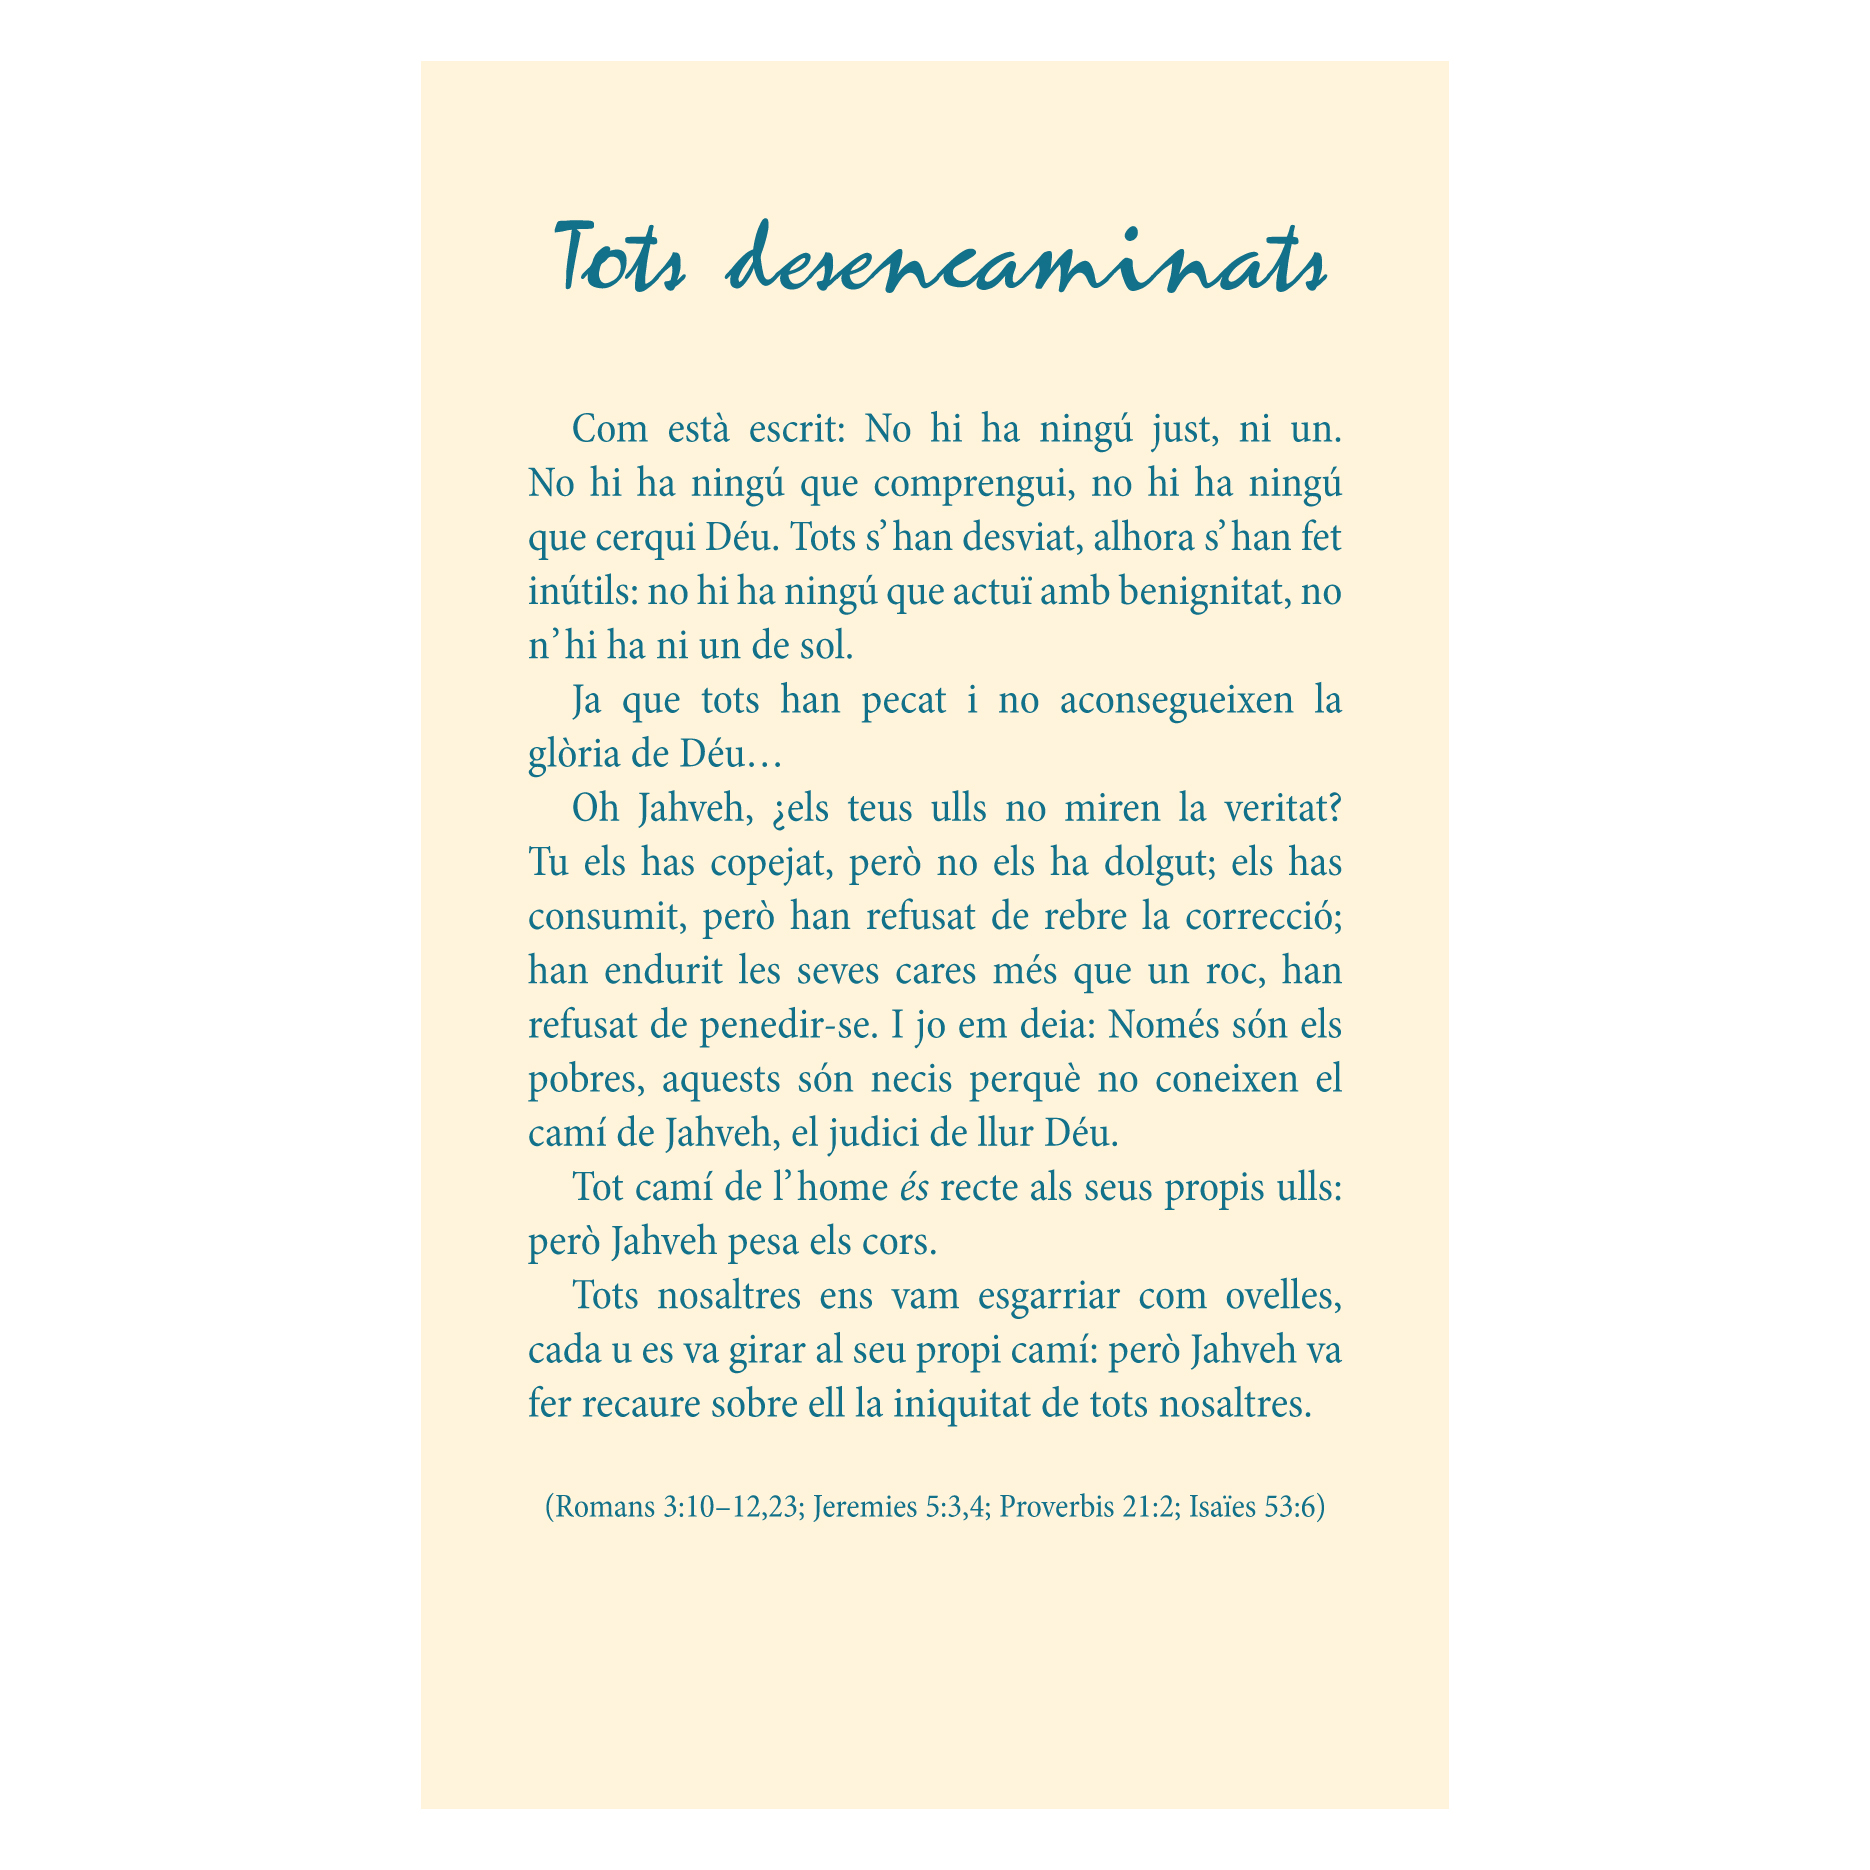 Tots desencaminats
Com està escrit: No hi ha ningú just, ni un.
No hi ha ningú que comprengui, no hi ha ningú
que cerqui Déu. Tots s’han desviat, alhora s’han fet
inútils: no hi ha ningú que actuï amb benignitat, no
n’hi ha ni un de sol.
Ja que tots han pecat i no aconsegueixen la
glòria de Déu…
Oh Jahveh, ¿els teus ulls no miren la veritat?
Tu els has copejat, però no els ha dolgut; els has
consumit, però han refusat de rebre la correcció;
han endurit les seves cares més que un roc, han
refusat de penedir-se. I jo em deia: Només són els
pobres, aquests són necis perquè no coneixen el
camí de Jahveh, el judici de llur Déu.
Tot camí de l’home és recte als seus propis ulls:
però Jahveh pesa els cors.
Tots nosaltres ens vam esgarriar com ovelles,
cada u es va girar al seu propi camí: però Jahveh va
fer recaure sobre ell la iniquitat de tots nosaltres.
(Romans 3:10–12,23; Jeremies 5:3,4; Proverbis 21:2; Isaïes 53:6)